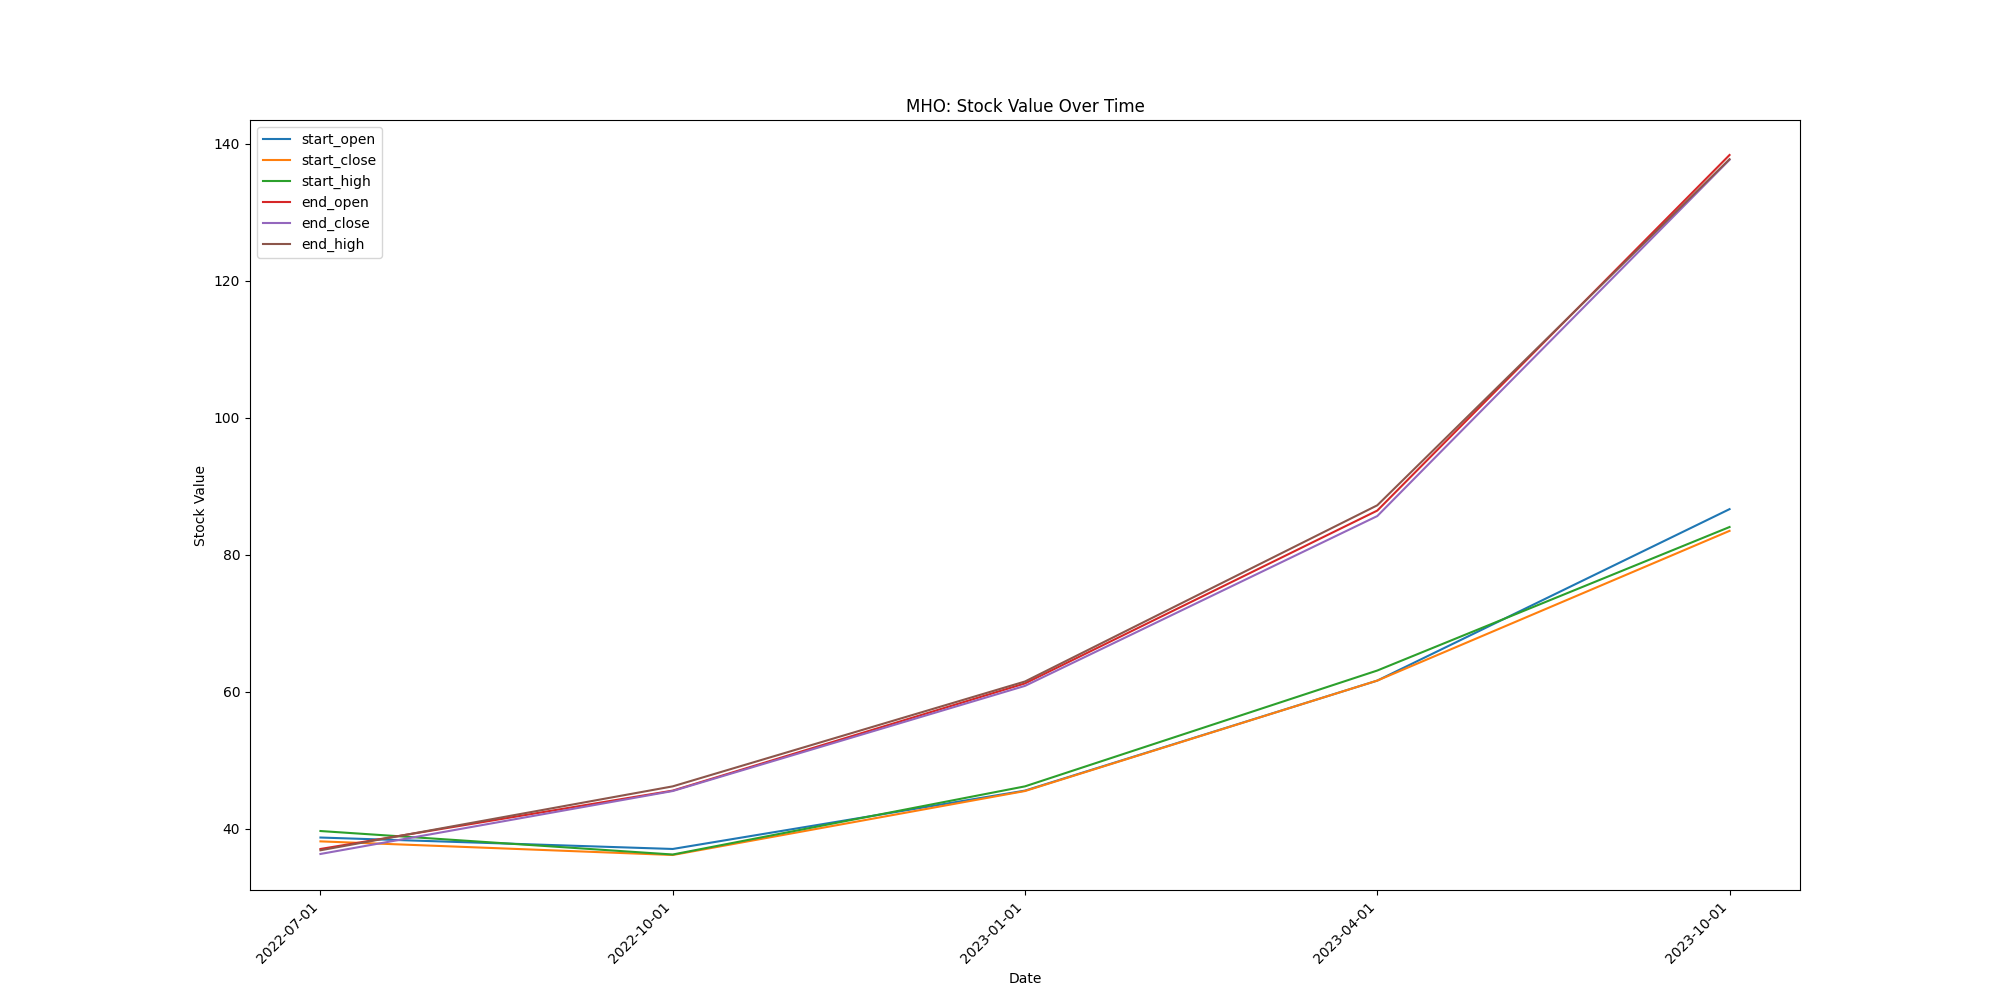 MHO: Stock Value Over Time
start_open
start_close
start_high
end_open
end_close
end_high
140
120
100
80
60
40
Stock Value
2022-07-01
2022-10-01
2023-01-01
2023-04-01
2023-10-01
Date